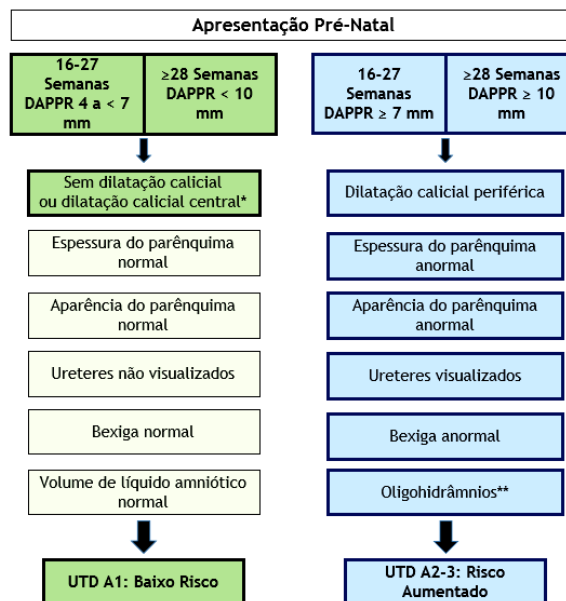 Apresentação Pré-Natal
16-27
Semanas
DAPPR 4 a < 7
mm
≥28 Semanas
DAPPR < 10
mm
16-27
Semanas
DAPPR ≥ 7 mm
≥28 Semanas
DAPPR ≥ 10
mm
Sem dilatação calicial
ou dilatação calicial central*
Dilatação calicial periférica
Espessura do parênquima
normal
Espessura do parênquima
anormal
Aparência do parênquima
normal
Aparência do parênquima
anormal
Ureteres não visualizados
Ureteres visualizados
Bexiga normal
Bexiga anormal
Volume de líquido amniótico
normal
Oligohidrâmnios**
UTD A1: Baixo Risco
UTD A2-3: Risco
Aumentado